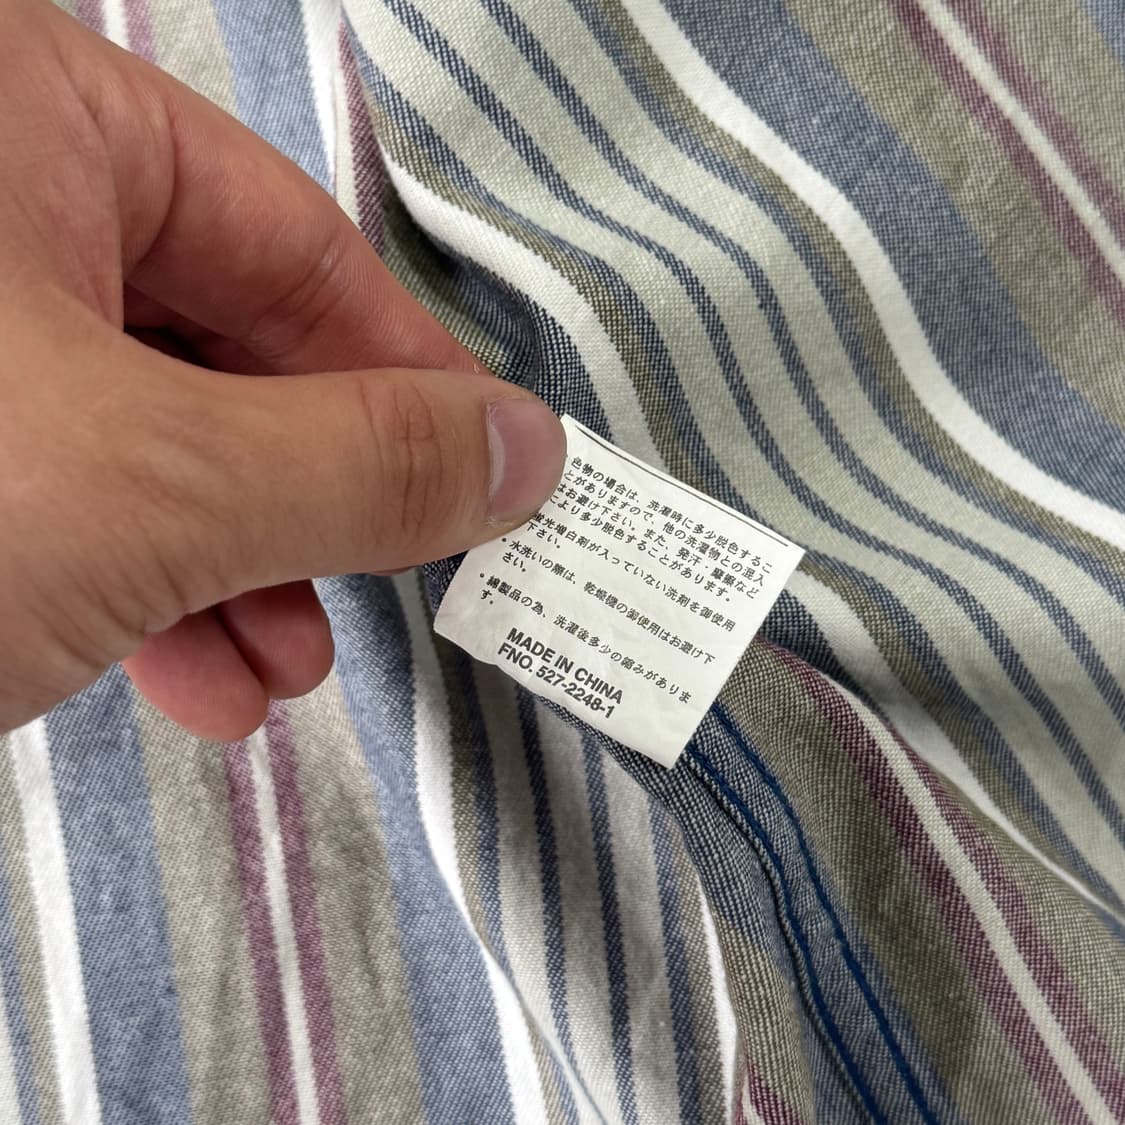 色物の場合は、洗濯時に多少脱色するこ
とがありますので、他の洗濯物との混入
はお避け下さい。また、発汗・摩擦など
により多少脱色することがあります。
蛍光増白剤が入っていない洗剤を御使用
下さい。
・水洗いの際は、乾燥機の御使用はお避け下
さい。
・綿製品の為、洗濯後多少の縮みがありま
す。
MADE IN CHINA
FNO. 527-2248-1